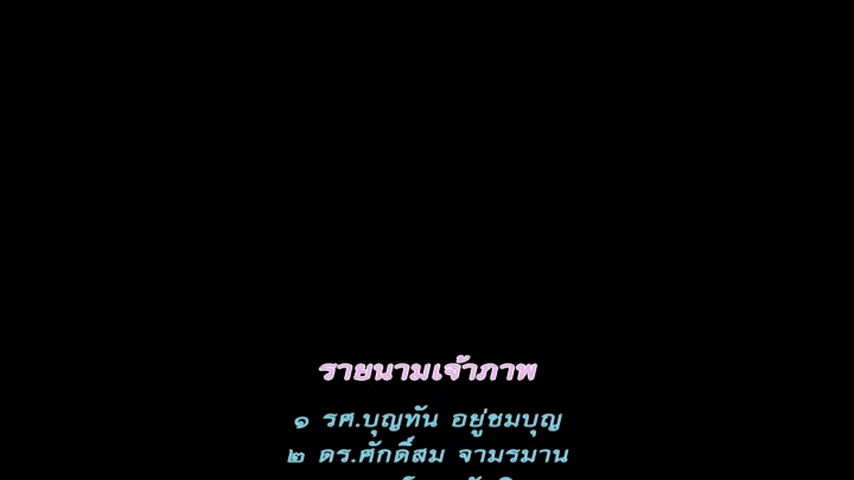 รายนามเจ้าภาพ
๑ รศ.บุญทัน อยู่ชมบุญ
๒ ดร.ศักดิ์สม จามรมาน